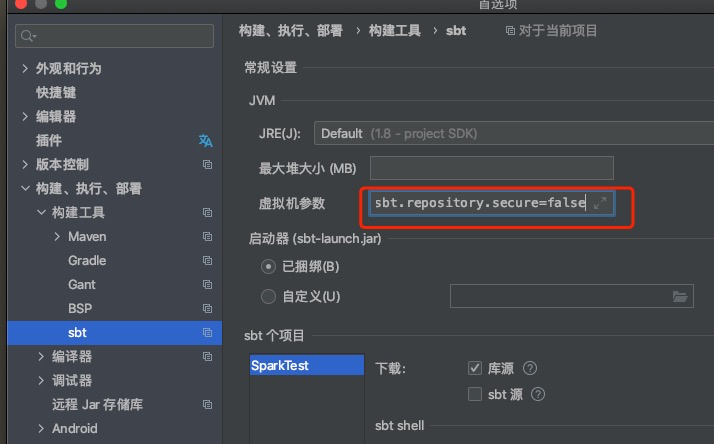 首选项
外观和行为
快捷键
编辑器
插件
版本控制
构建、执行、部署
构建工具
Maven
Gradle
Gant
BSP
sbt
编译器
调试器
远程 Jar 存储库
Android
构建、执行、部署 › 构建工具 › sbt 对于当前项目
常规设置
JVM
JRE(J): Default (1.8 – project SDK)
最大堆大小 (MB)
虚拟机参数 sbt.repository.secure=false
启动器 (sbt-launch.jar)
已捆绑(B)
自定义(U)
sbt 个项目
SparkTest
下载: 库源 ?
sbt 源 ?
sbt shell